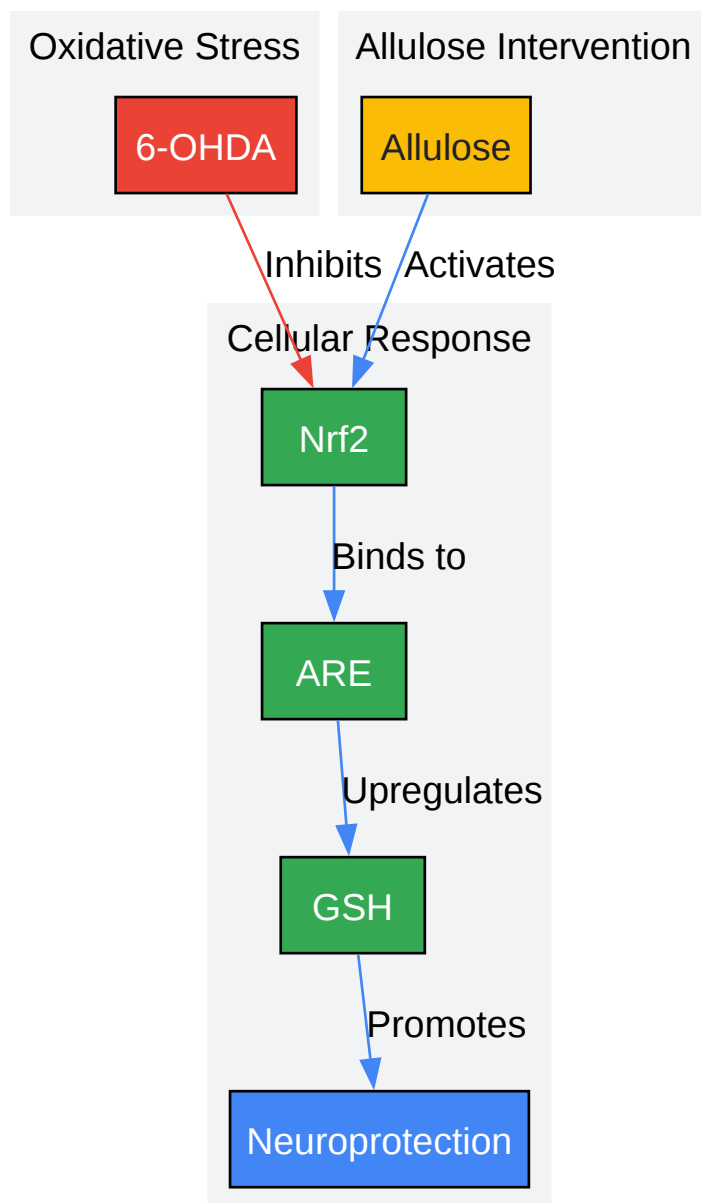 Oxidative Stress
Allulose Intervention
6-OHDA
Allulose
Inhibits
Activates
Cellular Response
Nrf2
Binds to
ARE
Upregulates
GSH
Promotes
Neuroprotection